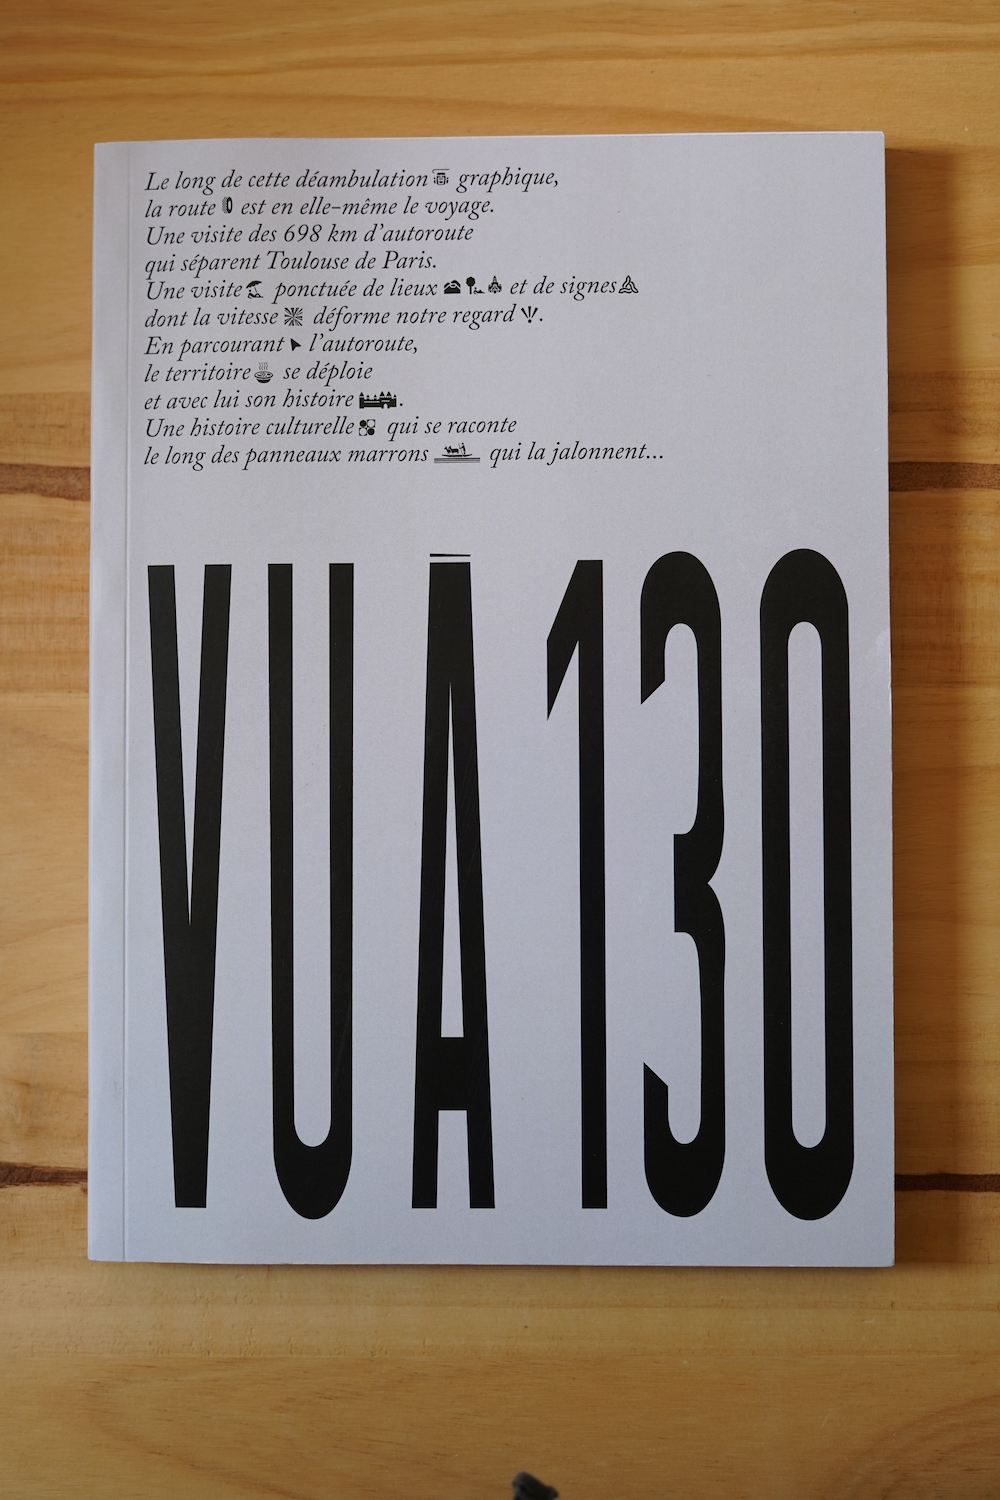 Le long de cette déambulation graphique,
la route est en elle-même le voyage.
Une visite des 698 km d'autoroute
qui séparent Toulouse de Paris.
Une visite ponctuée de lieux et de signes
dont la vitesse déforme notre regard .
En parcourant l'autoroute,
le territoire se déploie
et avec lui son histoire .
Une histoire culturelle qui se raconte
le long des panneaux marrons qui la jalonnent...
VU À 130